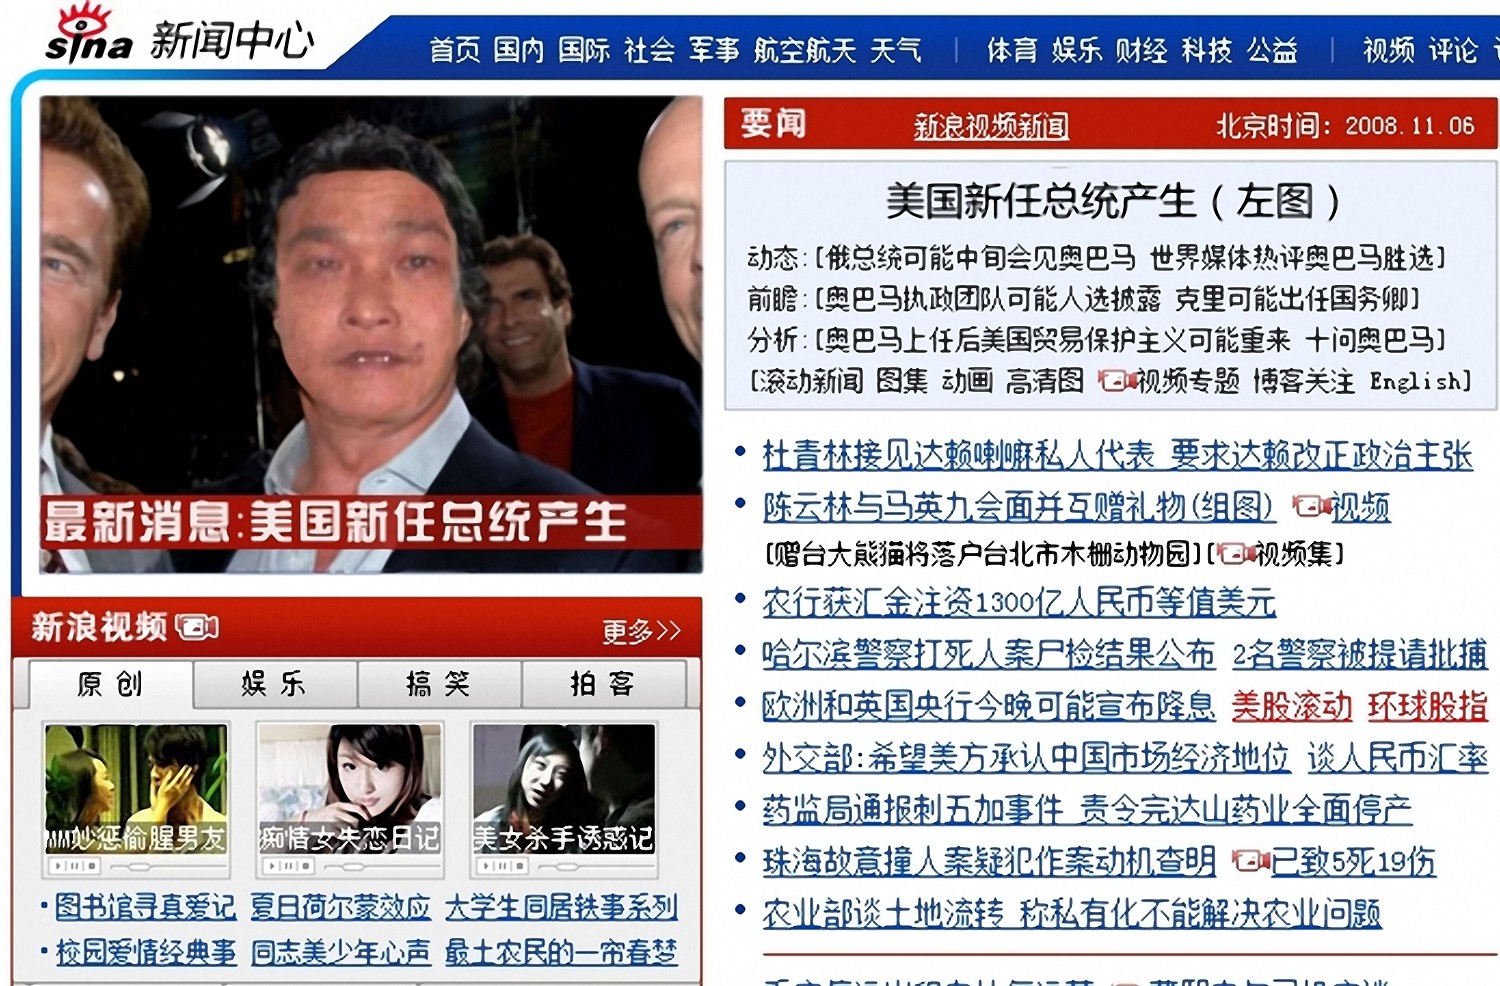 sina 新闻中心
首页 国内 国际 社会 军事 航空航天 天气 | 体育 娱乐 财经 科技 公益 | 视频 评论
要闻 新浪视频新闻 北京时间：2008.11.06
美国新任总统产生（左图）
动态:[俄总统可能中旬会见奥巴马 世界媒体热评奥巴马胜选]
前瞻:[奥巴马执政团队可能人选披露 克里可能出任国务卿]
分析:[奥巴马上任后美国贸易保护主义可能重来 十问奥巴马]
[滚动新闻 图集 动画 高清图 视频专题 博客关注 English]
最新消息:美国新任总统产生
杜青林接见达赖喇嘛私人代表 要求达赖改正政治主张
陈云林与马英九会面并互赠礼物(组图) 视频
[赠台大熊猫将落户台北市木栅动物园][视频集]
农行获汇金注资1300亿人民币等值美元
哈尔滨警察打死人案尸检结果公布 2名警察被提请批捕
欧洲和英国央行今晚可能宣布降息 美股滚动 环球股指
外交部:希望美方承认中国市场经济地位 谈人民币汇率
药监局通报刺五加事件 责令完达山药业全面停产
珠海故意撞人案疑犯作案动机查明 已致5死19伤
农业部谈土地流转 称私有化不能解决农业问题
新浪视频 更多>>
原创 娱乐 搞笑 拍客
妙惩偷腥男友 痴情女失恋日记 美女杀手诱惑记
图书馆寻真爱记 夏日荷尔蒙效应 大学生同居轶事系列
校园爱情经典事 同志美少年心声 最土农民的一帘春梦